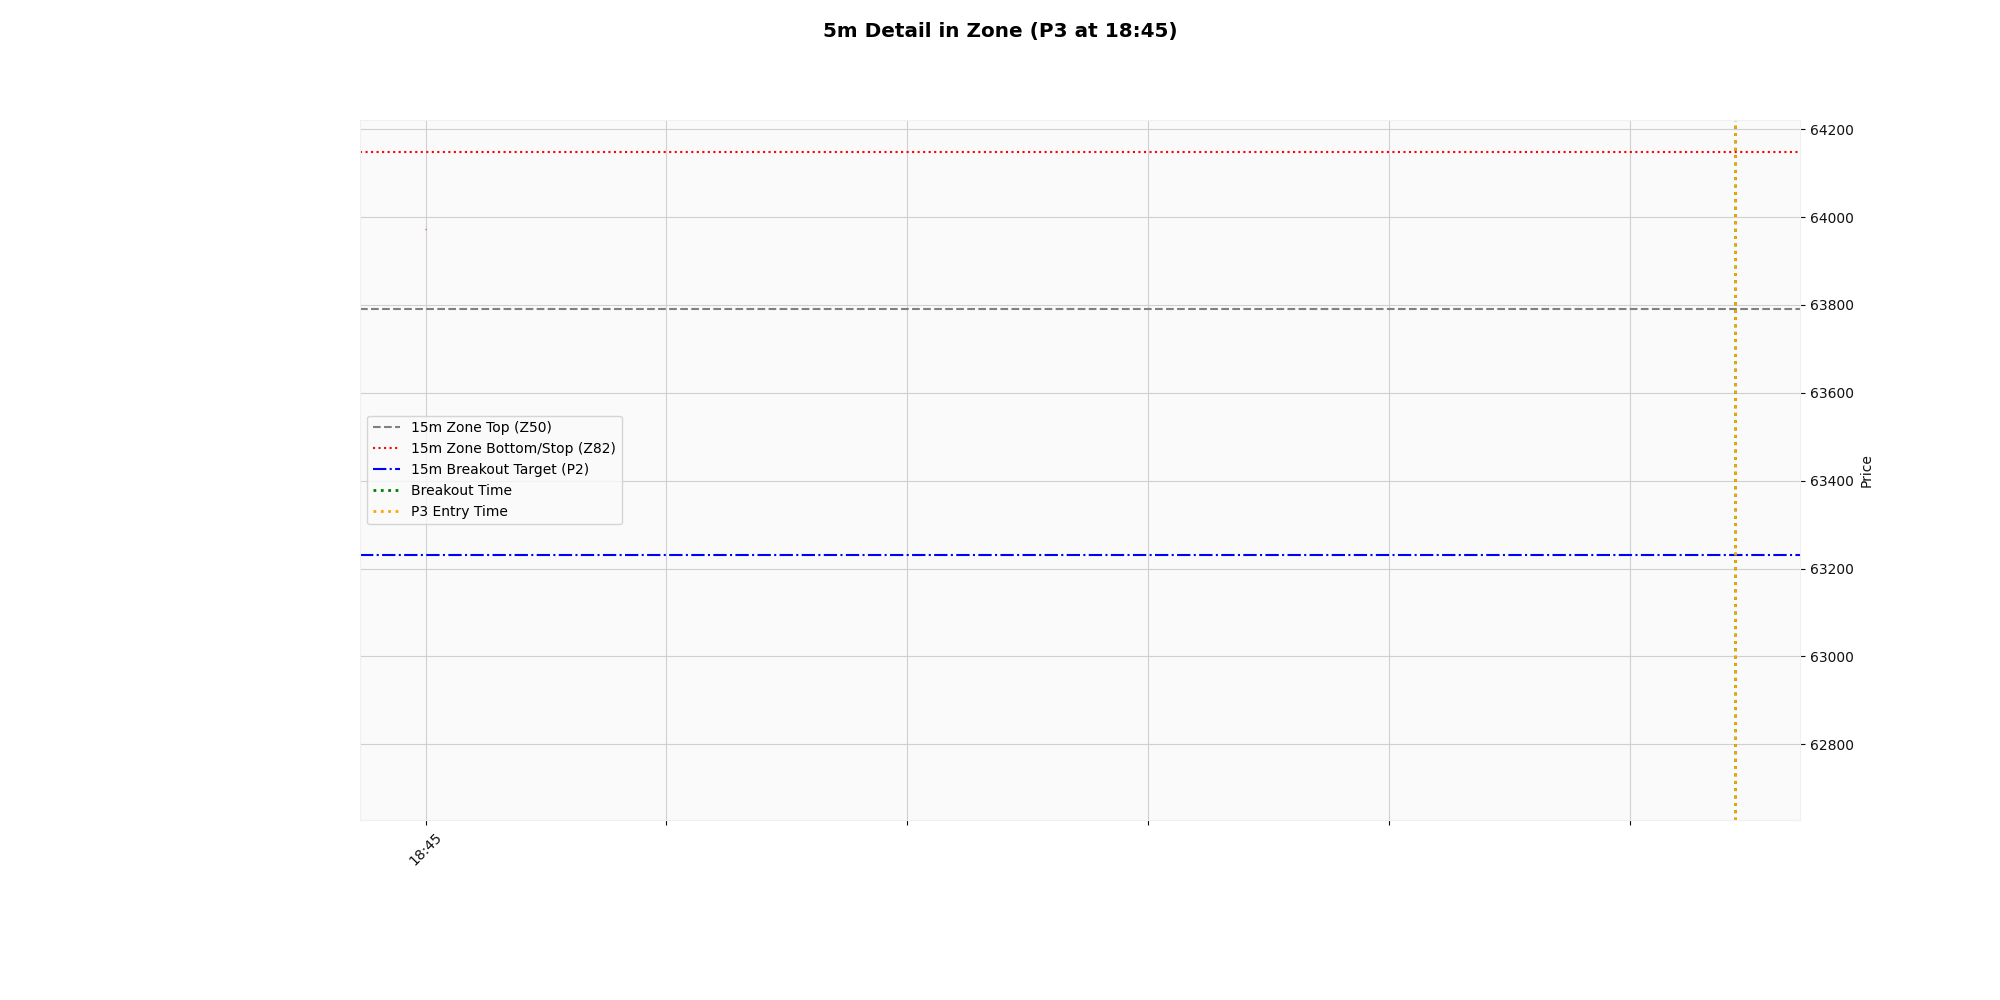 5m Detail in Zone (P3 at 18:45)
64200
64000
63800
63600
63400
63200
63000
62800
Price
15m Zone Top (Z50)
15m Zone Bottom/Stop (Z82)
15m Breakout Target (P2)
Breakout Time
P3 Entry Time
18:45